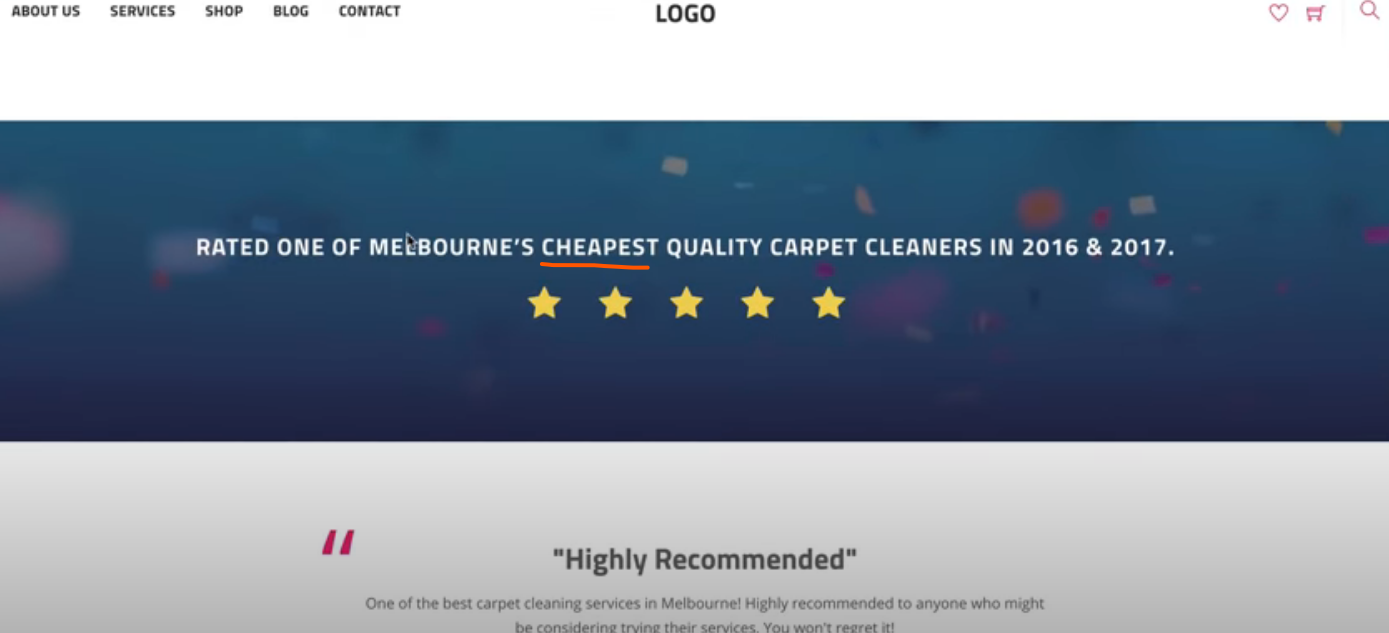 ABOUT US SERVICES SHOP BLOG CONTACT LOGO
RATED ONE OF MELBOURNE'S CHEAPEST QUALITY CARPET CLEANERS IN 2016 & 2017.
"Highly Recommended"
One of the best carpet cleaning services in Melbourne! Highly recommended to anyone who might
be considering trying their services. You won't regret it!